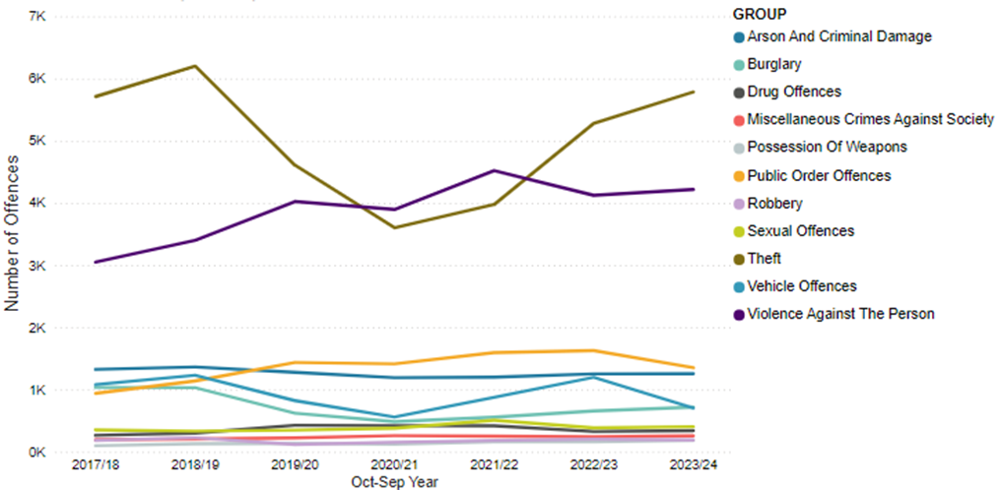 7K
6K
5K
4K
3K
2K
1K
0K
Number of Offences
2017/18 2018/19 2019/20 2020/21 2021/22 2022/23 2023/24
Oct-Sep Year
GROUP
Arson And Criminal Damage
Burglary
Drug Offences
Miscellaneous Crimes Against Society
Possession Of Weapons
Public Order Offences
Robbery
Sexual Offences
Theft
Vehicle Offences
Violence Against The Person